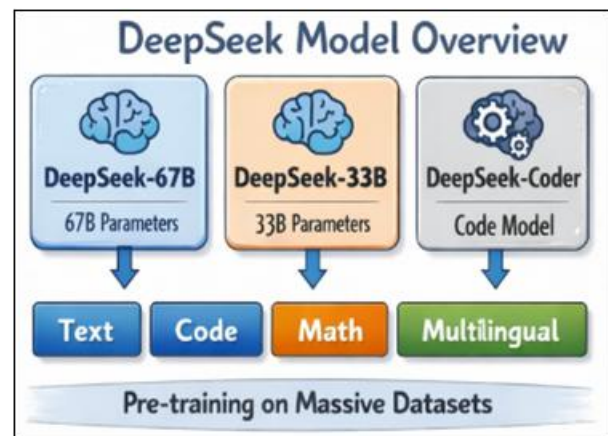 DeepSeek Model Overview
DeepSeek-67B
67B Parameters
DeepSeek-33B
33B Parameters
DeepSeek-Coder
Code Model
Text
Code
Math
Multilingual
Pre-training on Massive Datasets